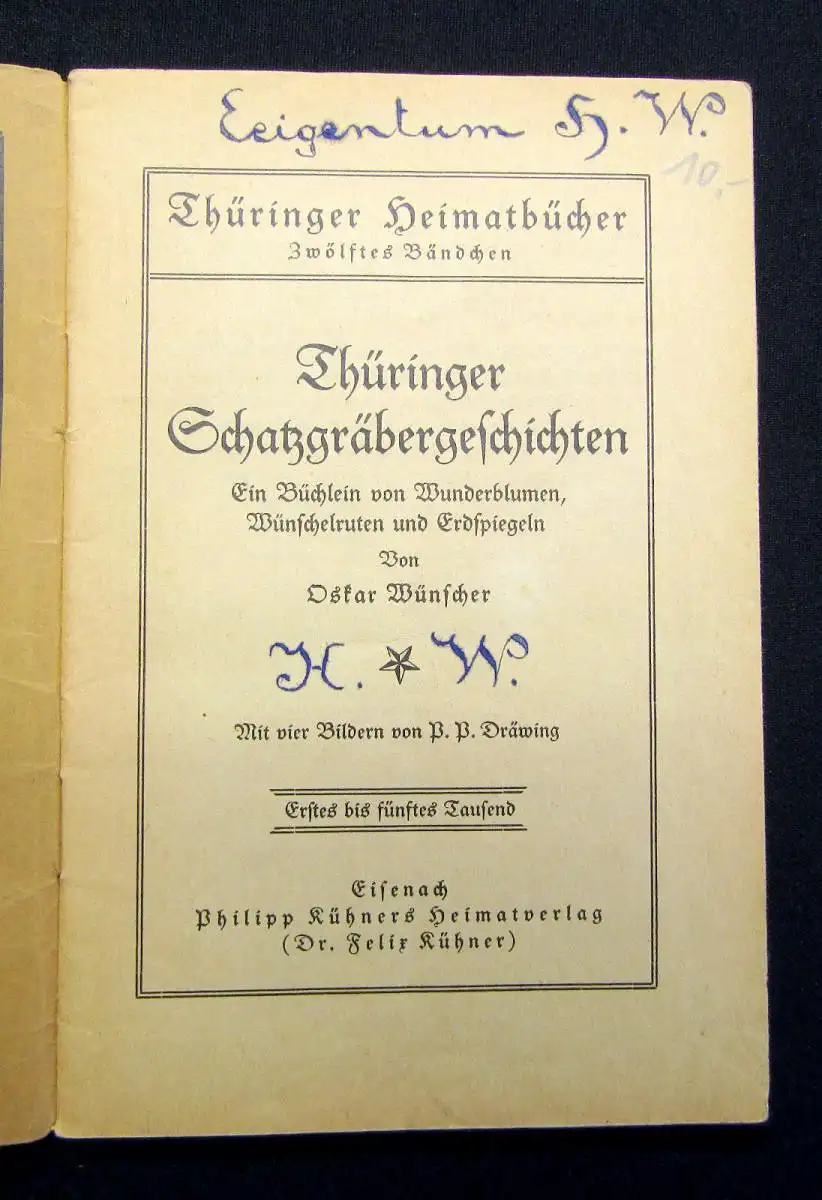 Eeigentum H. W.
10.-
Thüringer Heimatbücher
Zwölftes Bändchen
Thüringer
Schatzgräbergeſchichten
Ein Büchlein von Wunderblumen,
Wünſchelruten und Erdſpiegeln
Von
Oskar Wünſcher
H. W.
Mit vier Bildern von P. P. Dräwing
Erſtes bis fünftes Tauſend
Eiſenach
Philipp Kühners Heimatverlag
(Dr. Felix Kühner)